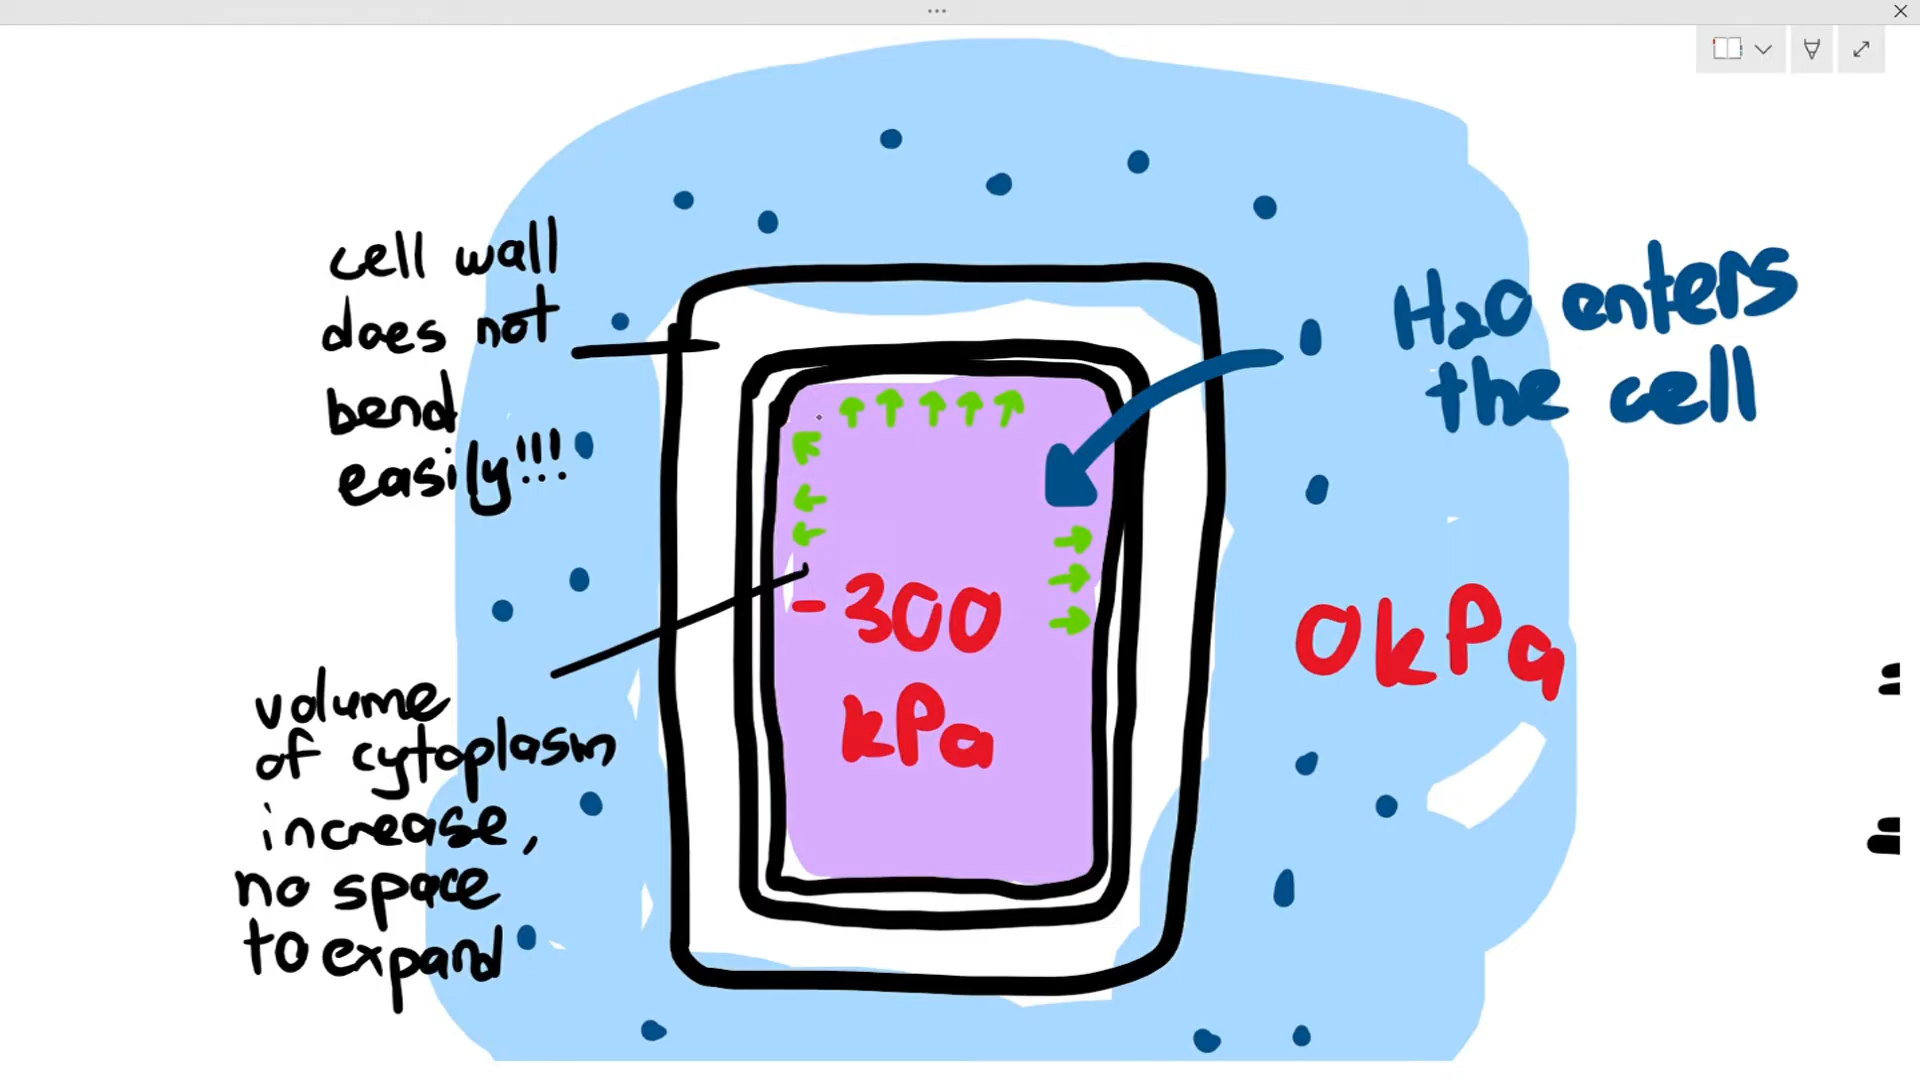 cell wall
does not
bend
easily!!!
H2O enters
the cell
-300
kPa
0kPa
volume
of cytoplasm
increase,
no space
to expand